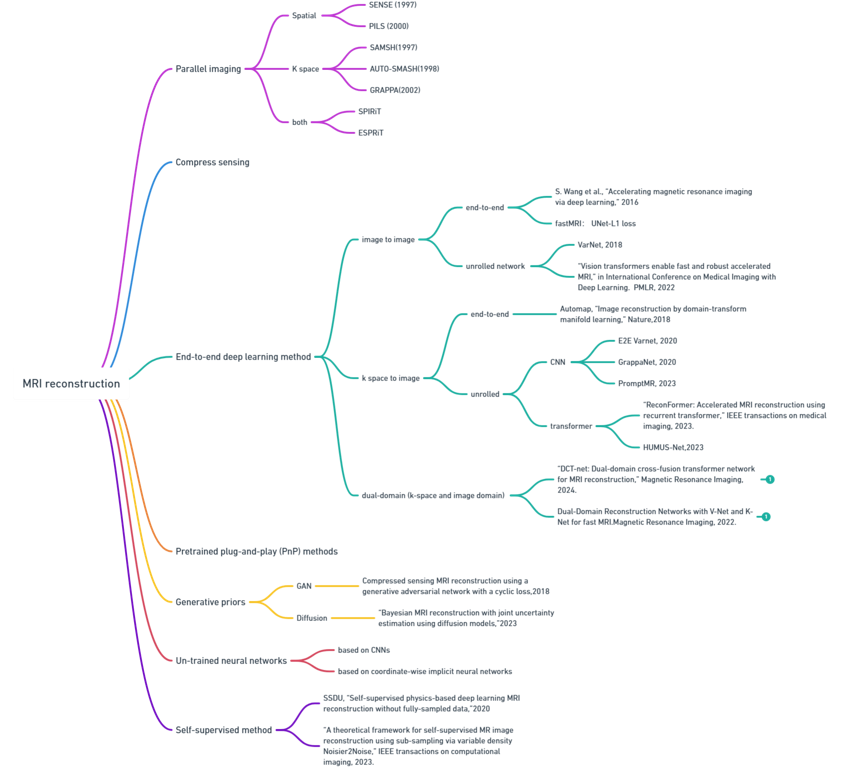 MRI reconstruction
Parallel imaging
Spatial
SENSE (1997)
PILS (2000)
K space
SAMSH(1997)
AUTO-SMASH(1998)
GRAPPA(2002)
both
SPIRiT
ESPRiT
Compress sensing
End-to-end deep learning method
image to image
end-to-end
S. Wang et al., "Accelerating magnetic resonance imaging
via deep learning," 2016
fastMRI: UNet-L1 loss
unrolled network
VarNet, 2018
"Vision transformers enable fast and robust accelerated
MRI," in International Conference on Medical Imaging with
Deep Learning. PMLR, 2022
k space to image
end-to-end
Automap, "Image reconstruction by domain-transform
manifold learning," Nature,2018
unrolled
CNN
E2E Varnet, 2020
GrappaNet, 2020
PromptMR, 2023
transformer
"ReconFormer: Accelerated MRI reconstruction using
recurrent transformer," IEEE transactions on medical
imaging, 2023.
HUMUS-Net,2023
dual-domain (k-space and image domain)
"DCT-net: Dual-domain cross-fusion transformer network
for MRI reconstruction," Magnetic Resonance Imaging,
2024.
1
Dual-Domain Reconstruction Networks with V-Net and K-
Net for fast MRI.Magnetic Resonance Imaging, 2022.
1
Pretrained plug-and-play (PnP) methods
Generative priors
GAN
Compressed sensing MRI reconstruction using a
generative adversarial network with a cyclic loss,2018
Diffusion
"Bayesian MRI reconstruction with joint uncertainty
estimation using diffusion models,"2023
Un-trained neural networks
based on CNNs
based on coordinate-wise implicit neural networks
Self-supervised method
SSDU, "Self-supervised physics-based deep learning MRI
reconstruction without fully-sampled data,"2020
"A theoretical framework for self-supervised MR image
reconstruction using sub-sampling via variable density
Noisier2Noise," IEEE transactions on computational
imaging, 2023.